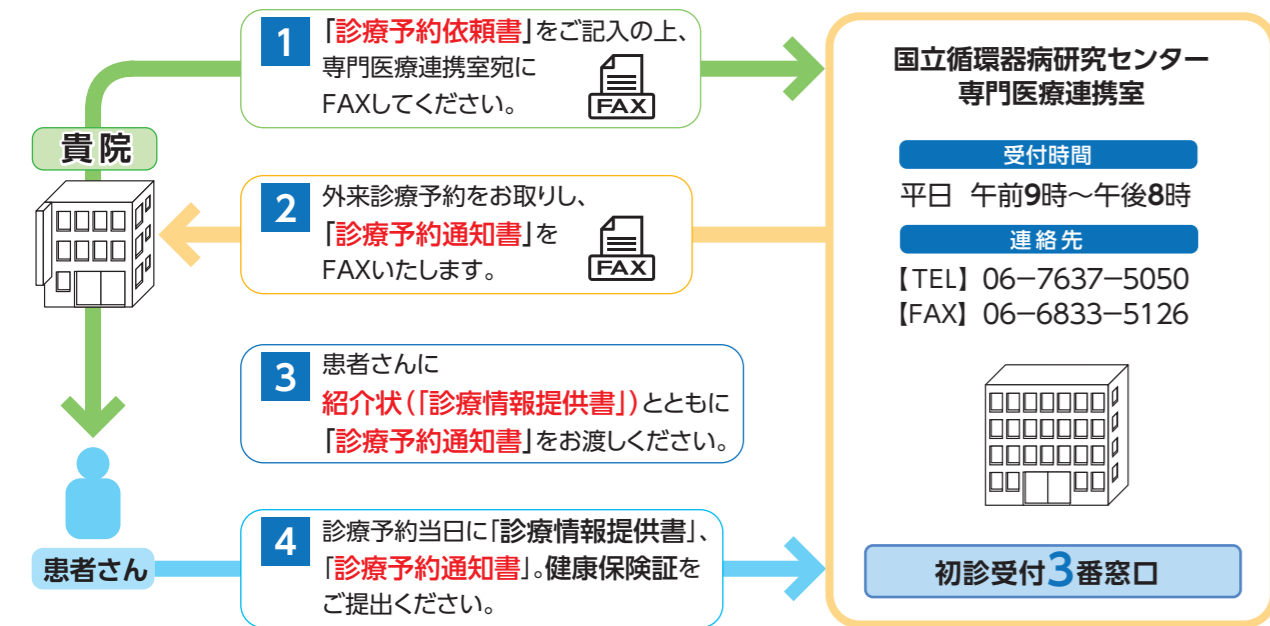 貴院
1
「診療予約依頼書」をご記入の上、
専門医療連携室宛に
FAXしてください。
FAX
2
外来診療予約をお取りし、
「診療予約通知書」を
FAXいたします。
FAX
3
患者さんに
紹介状(「診療情報提供書」)とともに
「診療予約通知書」をお渡しください。
患者さん
4
診療予約当日に「診療情報提供書」、
「診療予約通知書」。健康保険証を
ご提出ください。
国立循環器病研究センター
専門医療連携室
受付時間
平日 午前9時～午後8時
連絡先
【TEL】 06−7637−5050
【FAX】 06−6833−5126
初診受付3番窓口